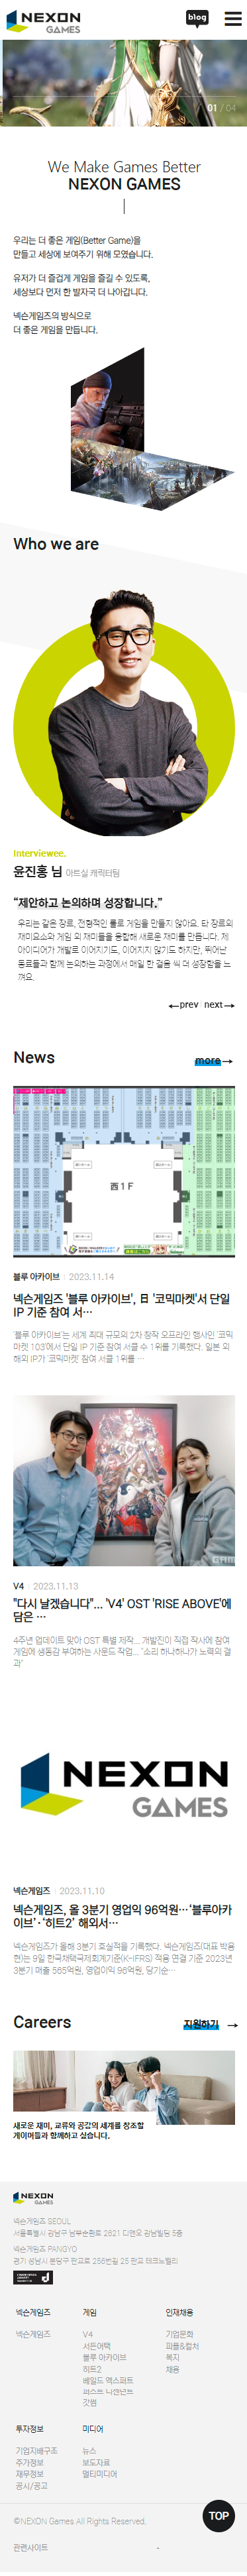 NEXON
GAMES
blog
01 / 04
We Make Games Better
NEXON GAMES
우리는 더 좋은 게임(Better Game)을
만들고 세상에 보여주기 위해 모였습니다.
유저가 더 즐겁게 게임을 즐길 수 있도록,
세상보다 먼저 한 발자국 더 나아갑니다.
넥슨게임즈의 방식으로
더 좋은 게임을 만듭니다.
Who we are
Interviewee.
윤진홍 님 아트실 캐릭터팀
“제안하고 논의하며 성장합니다.”
우리는 같은 장르, 전형적인 룰로 게임을 만들지 않아요. 타 장르의
재미요소와 게임 외 재미들을 융합해 새로운 재미를 만듭니다. 제
아이디어가 개발로 이어지기도, 이어지지 않기도 하지만, 뛰어난
동료들과 함께 논의하는 과정에서 매일 한 걸음 씩 더 성장함을 느
껴요.
←prev next→
News
more→
西1F
블루 아카이브 2023.11.14
넥슨게임즈 '블루 아카이브', 日 '코믹마켓'서 단일
IP 기준 참여 서…
'블루 아카이브'는 세계 최대 규모의 2차 창작 오프라인 행사인 '코믹
마켓 103'에서 단일 IP 기준 참여 서클 수 1위를 기록했다. 일본 외
해외 IP가 '코믹마켓' 참여 서클 1위를 …
V4 2023.11.13
"다시 날겠습니다"... 'V4' OST 'RISE ABOVE'에
담은 …
4주년 업데이트 맞아 OST 특별 제작... 개발진이 직접 작사에 참여
게임에 생동감 부여하는 사운드 작업... "소리 하나하나가 노력의 결
과"
NEXON
GAMES
넥슨게임즈 2023.11.10
넥슨게임즈, 올 3분기 영업익 96억원…‘블루아카
이브’·‘히트2’ 해외서…
넥슨게임즈가 올해 3분기 호실적을 기록했다. 넥슨게임즈(대표 박용
현)는 9일 한국채택국제회계기준(K-IFRS) 적용 연결 기준 2023년
3분기 매출 565억원, 영업이익 96억원, 당기순…
Careers
지원하기 →
새로운 재미, 교류와 공감의 세계를 창조할
게이머들과 함께하고 싶습니다.
NEXON
GAMES
넥슨게임즈 SEOUL
서울특별시 강남구 남부순환로 2621 디앤오 강남빌딩 5층
넥슨게임즈 PANGYO
경기 성남시 분당구 판교로 256번길 25 판교 테크노밸리
넥슨게임즈 게임 인재채용
넥슨게임즈 V4 기업문화
서든어택 피플&컬처
블루 아카이브 복지
히트2 채용
베일드 엑스퍼트
퍼스트 디센던트
갓썸
투자정보 미디어
기업지배구조 뉴스
주가정보 보도자료
재무정보 멀티미디어
공시/공고
TOP
©NEXON Games All Rights Reserved.
관련사이트